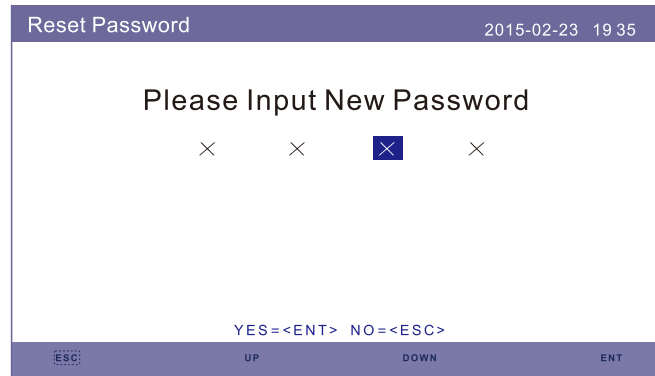 Reset Password 2015-02-23 19 35
Please Input New Password
× × × ×
YES=<ENT> NO=<ESC>
ESC UP DOWN ENT